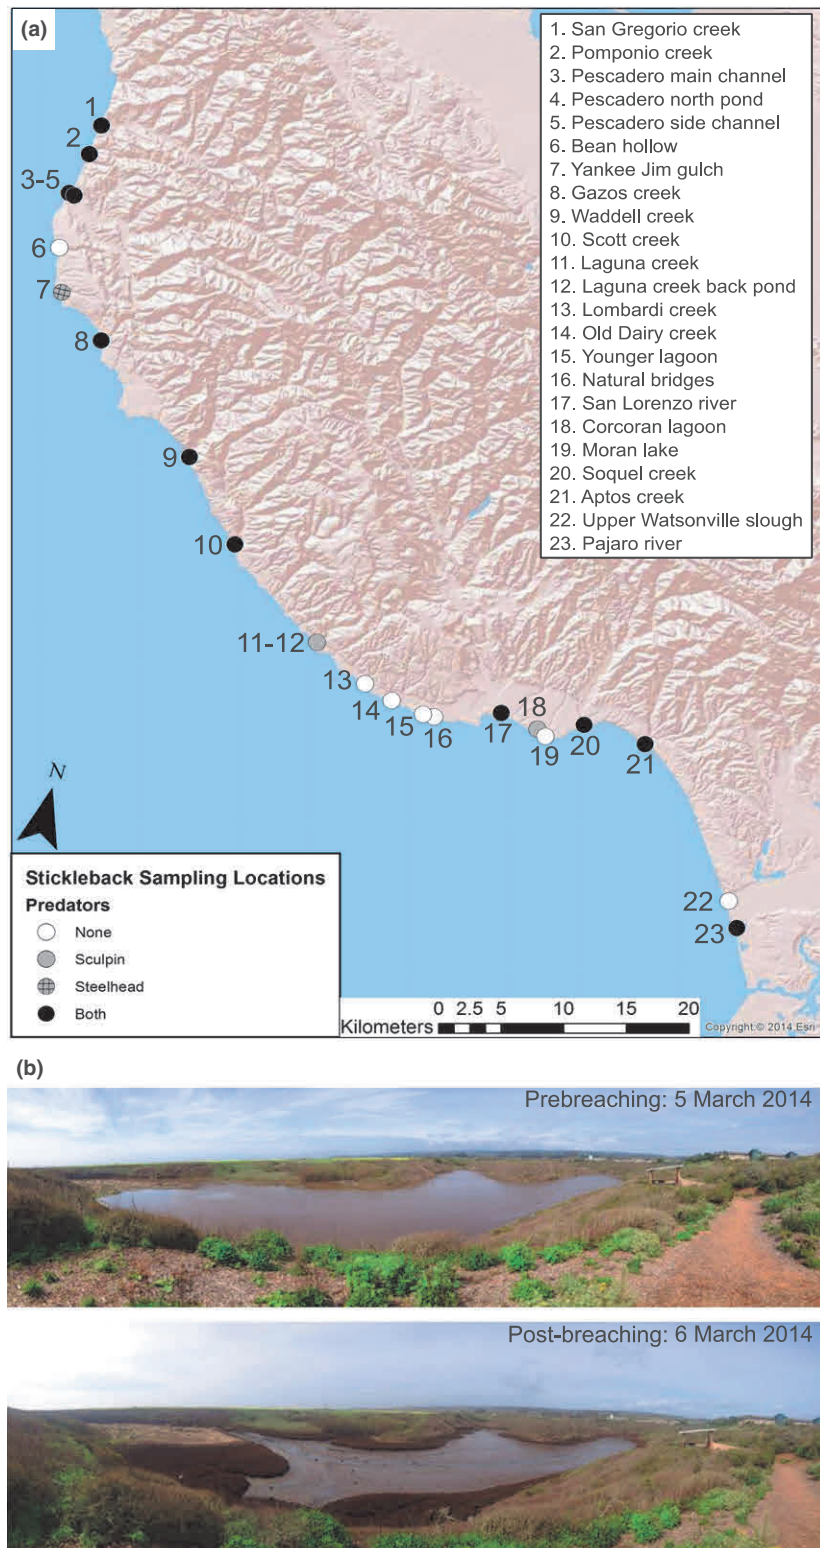 (a)
1. San Gregorio creek
2. Pomponio creek
3. Pescadero main channel
4. Pescadero north pond
5. Pescadero side channel
6. Bean hollow
7. Yankee Jim gulch
8. Gazos creek
9. Waddell creek
10. Scott creek
11. Laguna creek
12. Laguna creek back pond
13. Lombardi creek
14. Old Dairy creek
15. Younger lagoon
16. Natural bridges
17. San Lorenzo river
18. Corcoran lagoon
19. Moran lake
20. Soquel creek
21. Aptos creek
22. Upper Watsonville slough
23. Pajaro river
1
2
3-5
6
7
8
9
10
11-12
13
14
15
16
17
18
19
20
21
22
23
N
Stickleback Sampling Locations
Predators
None
Sculpin
Steelhead
Both
0 2.5 5 10 15 20
Kilometers
Copyright:© 2014 Esri
(b)
Prebreaching: 5 March 2014
Post-breaching: 6 March 2014